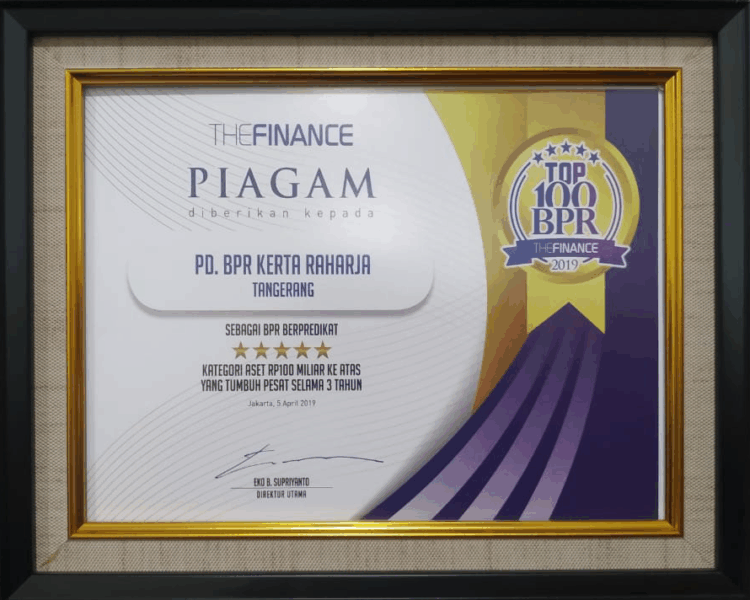 THEFINANCE
PIAGAM
diberikan kepada
PD. BPR KERTA RAHARJA
TANGERANG
SEBAGAI BPR BERPREDIKAT
KATEGORI ASET RP100 MILIAR KE ATAS
YANG TUMBUH PESAT SELAMA 3 TAHUN
Jakarta, 5 April 2019
EKO B. SUPRIYANTO
DIREKTUR UTAMA
TOP
100
BPR
THEFINANCE
2019